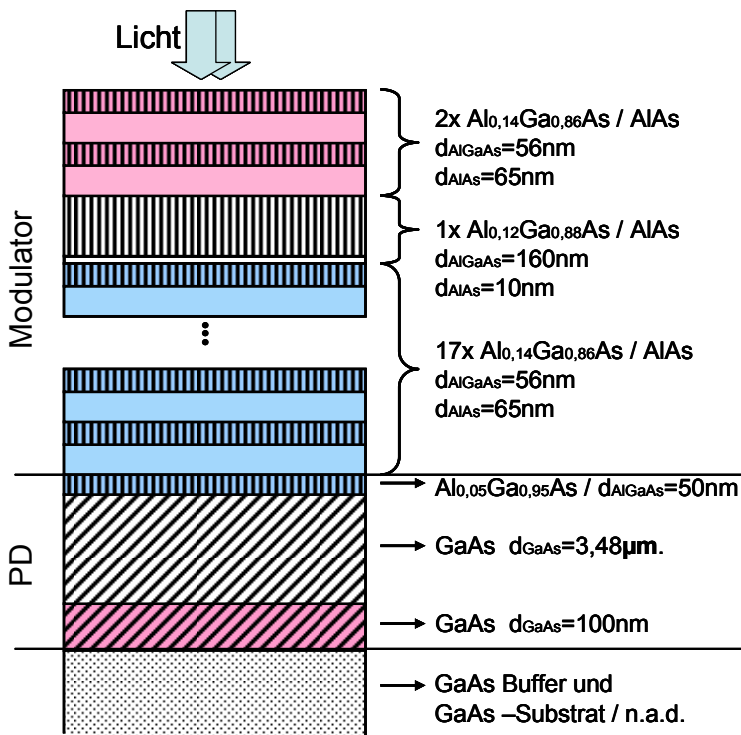 Licht
2x Al0,14Ga0,86As / AlAs
dAlGaAs=56nm
dAlAs=65nm
1x Al0,12Ga0,88As / AlAs
dAlGaAs=160nm
dAlAs=10nm
Modulator
17x Al0,14Ga0,86As / AlAs
dAlGaAs=56nm
dAlAs=65nm
Al0,05Ga0,95As / dAlGaAs=50nm
PD
GaAs dGaAs=3,48µm.
GaAs dGaAs=100nm
GaAs Buffer und
GaAs –Substrat / n.a.d.